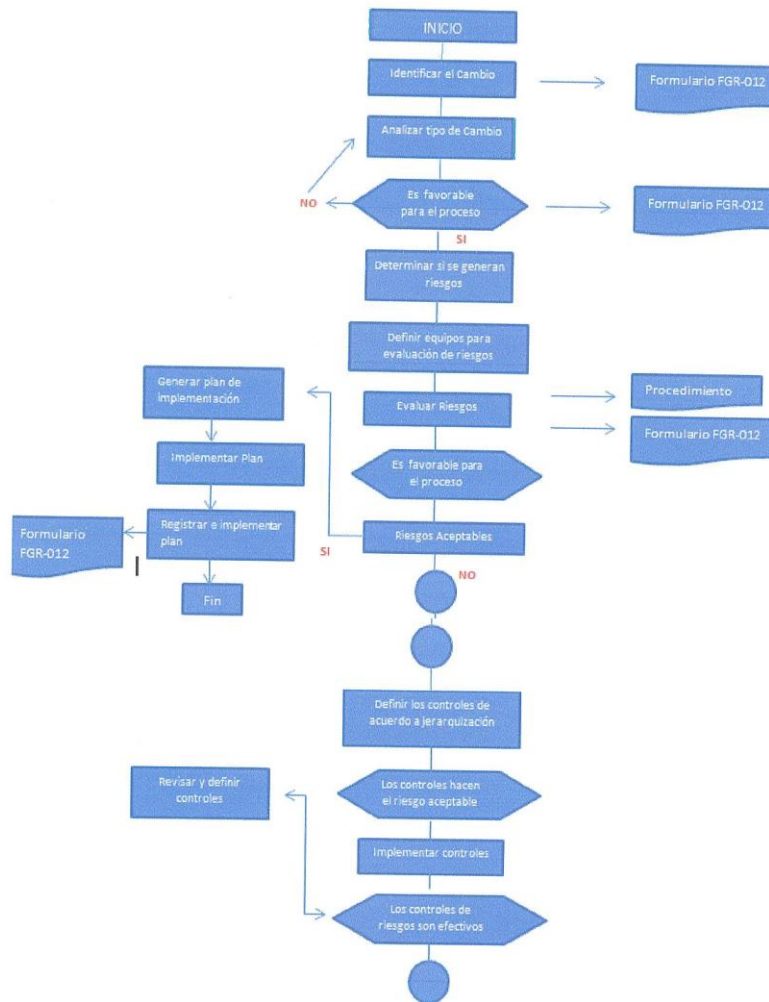 INICIO
Identificar el Cambio
Formulario FGR-012
Analizar tipo de Cambio
Es favorable
para el proceso
NO
Formulario FGR-012
SI
Determinar si se generan
riesgos
Definir equipos para
evaluación de riesgos
Generar plan de
implementación
Evaluar Riesgos
Procedimiento
Formulario FGR-012
Implementar Plan
Es favorable para
el proceso
Formulario
FGR-012
Registrar e implementar
plan
Riesgos Aceptables
SI
NO
Fin
Definir los controles de
acuerdo a jerarquización
Revisar y definir
controles
Los controles hacen
el riesgo aceptable
Implementar controles
Los controles de
riesgos son efectivos